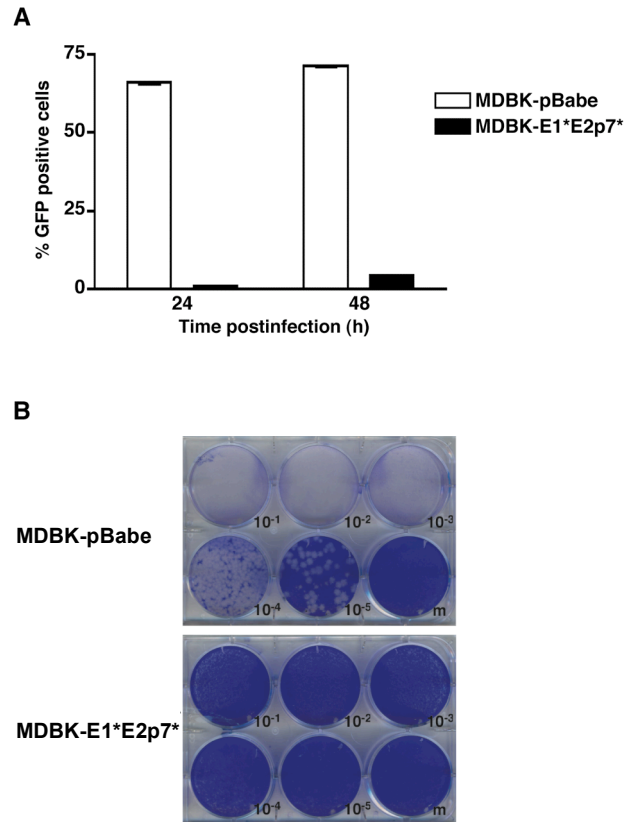 A
75
50
25
0
% GFP positive cells
24 48
Time postinfection (h)
MDBK-pBabe
MDBK-E1*E2p7*
B
MDBK-pBabe
10-1 10-2 10-3
10-4 10-5 m
MDBK-E1*E2p7*
10-1 10-2 10-3
10-4 10-5 m